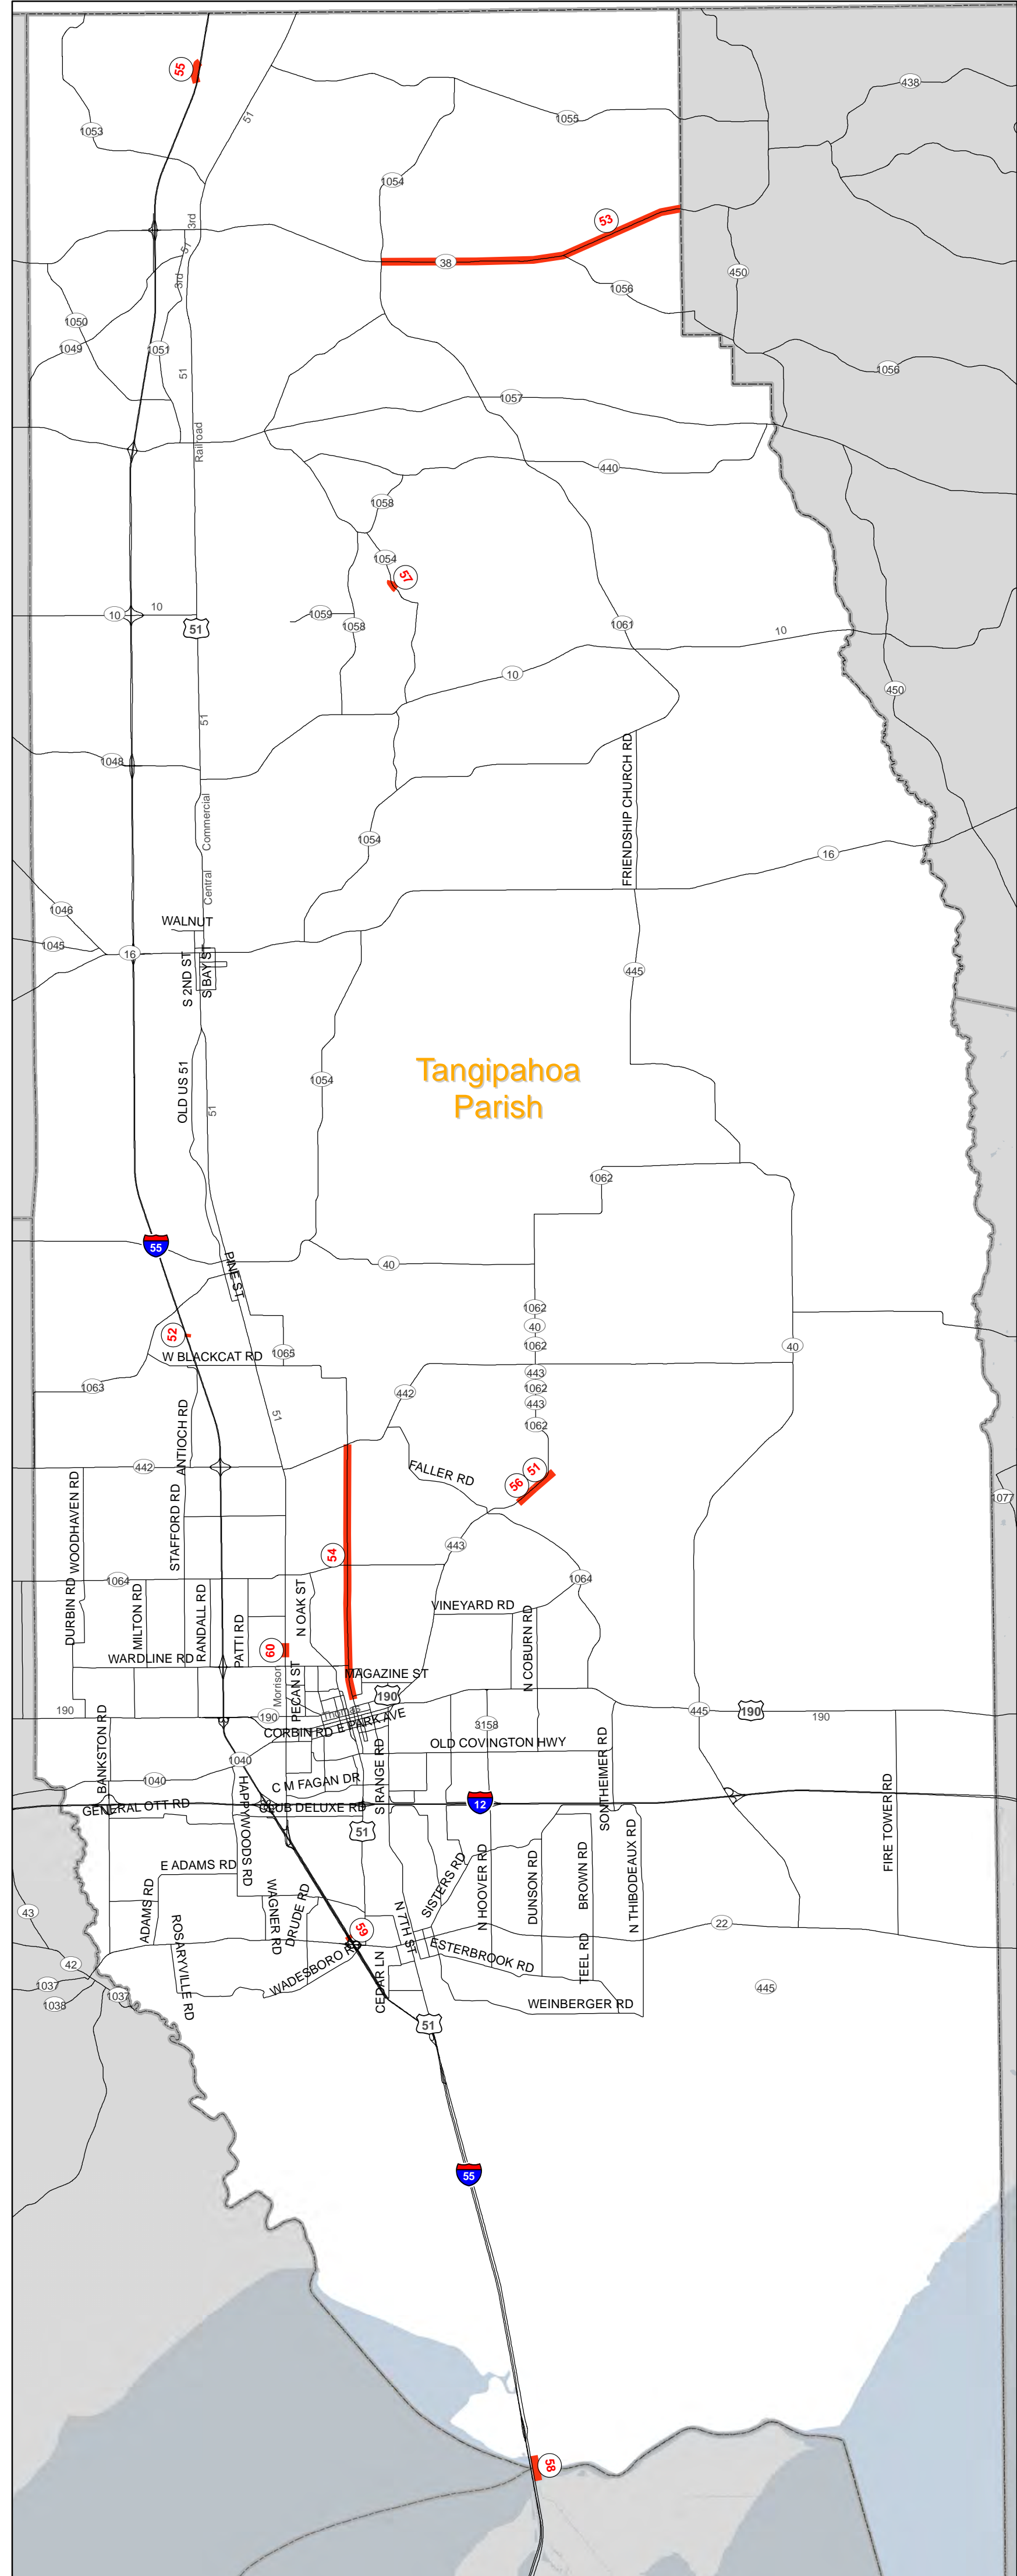 55
438
51
1055
1053
1054
3rd
53
51
38
450
3rd
1056
1050
1049
1051
1056
51
1057
Railroad
440
1058
1054
57
10
10
1059
1058
51
1061
10
10
450
51
FRIENDSHIP CHURCH RD
1048
Commercial
1054
16
Central
1046
WALNUT
1045
16
S 2ND ST
S BAY ST
445
Tangipahoa
Parish
OLD US 51
1054
51
1062
55
PINE ST
40
1062
40
52
1062
40
W BLACKCAT RD
1065
443
1063
1062
442
443
51
1062
ANTIOCH RD
442
FALLER RD
51
56
WOODHAVEN RD
STAFFORD RD
1077
443
54
1064
1064
DURBIN RD
MILTON RD
RANDALL RD
PATTI RD
N OAK ST
VINEYARD RD
N COBURN RD
60
WARDLINE RD
MAGAZINE ST
Morrison
PECAN ST
190
190
190
Thomas
E PARK AVE
3158
445
190
190
CORBIN RD
OLD COVINGTON HWY
BANKSTON RD
1040
S RANGE RD
SONTHEIMER RD
1040
C M FAGAN DR
HAPPYWOODS RD
GENERAL OTT RD
CLUB DELUXE RD
12
51
FIRE TOWER RD
E ADAMS RD
SISTERS RD
N HOOVER RD
DUNSON RD
BROWN RD
N THIBODEAUX RD
ADAMS RD
WAGNER RD
DRUDE RD
43
ROSARYVILLE RD
59
N 7TH ST
22
WADESBORO RD
ESTERBROOK RD
TEEL RD
42
CEDAR LN
1037
1037
1038
445
WEINBERGER RD
51
55
58